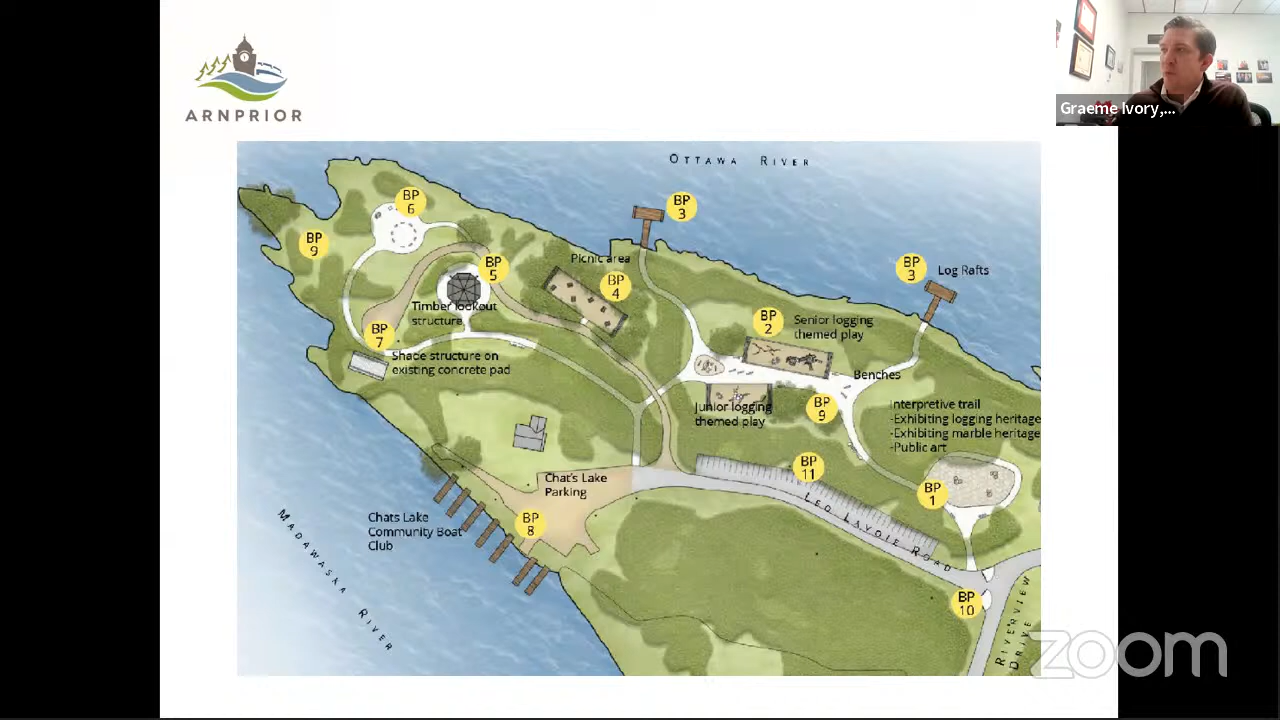 ARNPRIOR
Graeme Ivory,...
OTTAWA RIVER
BP
6
BP
3
BP
9
BP
5
Picnic area
BP
4
BP
3
Log Rafts
Timber lookout
structure
BP
7
BP
2
Senior logging
themed play
Shade structure on
existing concrete pad
Benches
Junior logging
themed play
BP
9
Interpretive trail
-Exhibiting logging heritage
-Exhibiting marble heritage
-Public art
BP
11
Chat's Lake
Parking
BP
1
LEO LAVOIE ROAD
Chats Lake
Community Boat
Club
BP
8
MADAWASKA RIVER
BP
10
RIVERVIEW
DRIVE
zoom